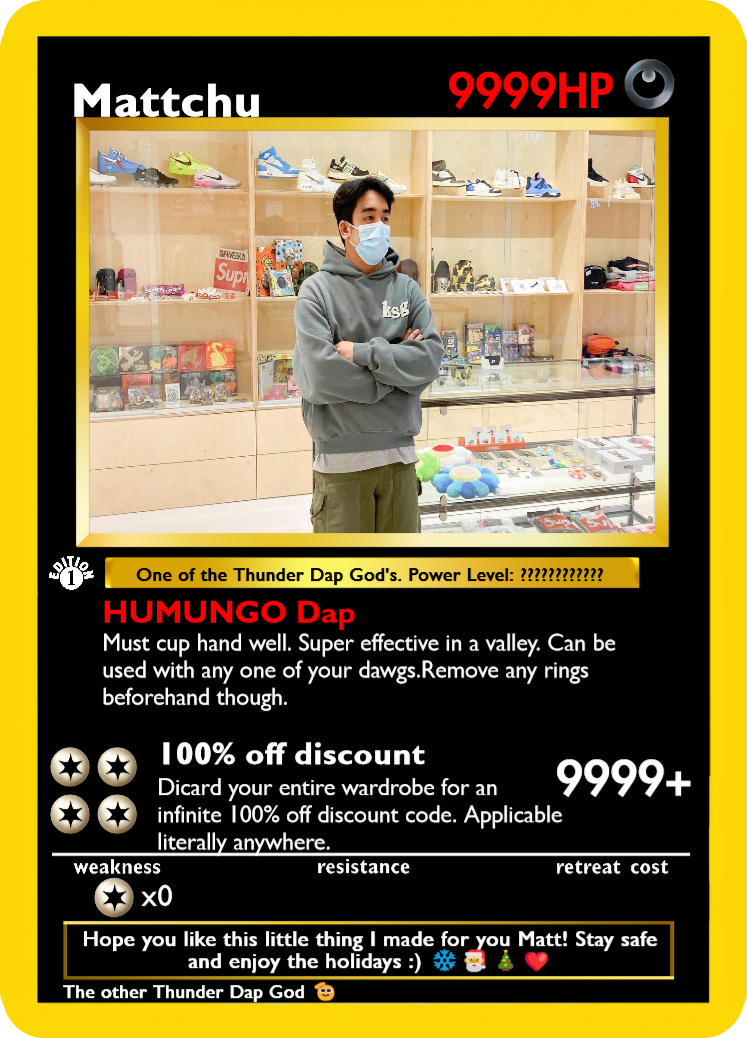 Mattchu
9999HP
Supr
ksg
EDITION
1
One of the Thunder Dap God's. Power Level: ????????????
HUMUNGO Dap
Must cup hand well. Super effective in a valley. Can be
used with any one of your dawgs.Remove any rings
beforehand though.
100% off discount
9999+
Dicard your entire wardrobe for an
infinite 100% off discount code. Applicable
literally anywhere.
weakness resistance retreat cost
x0
Hope you like this little thing I made for you Matt! Stay safe
and enjoy the holidays :) ❄️ 🎅 🎄 ❤️
The other Thunder Dap God